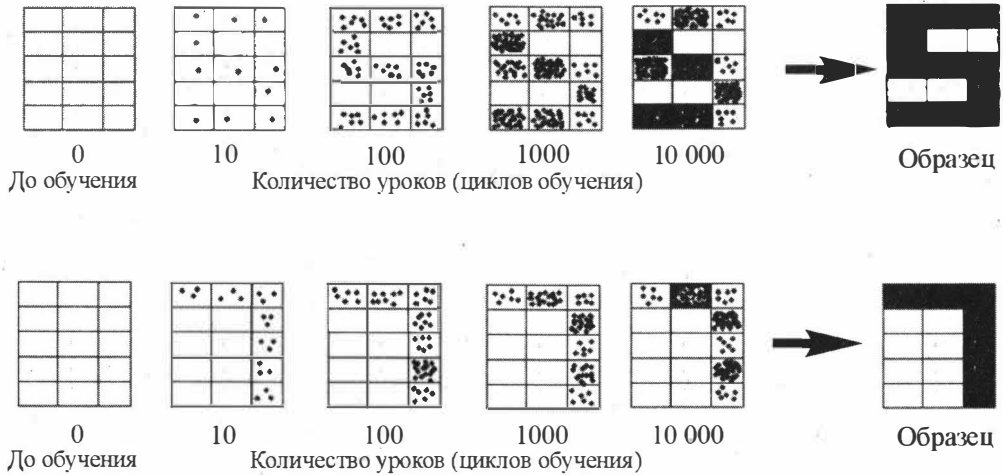 0 10 100 1000 10 000 Образец
До обучения Количество уроков (циклов обучения)
0 10 100 1000 10 000 Образец
До обучения Количество уроков (циклов обучения)